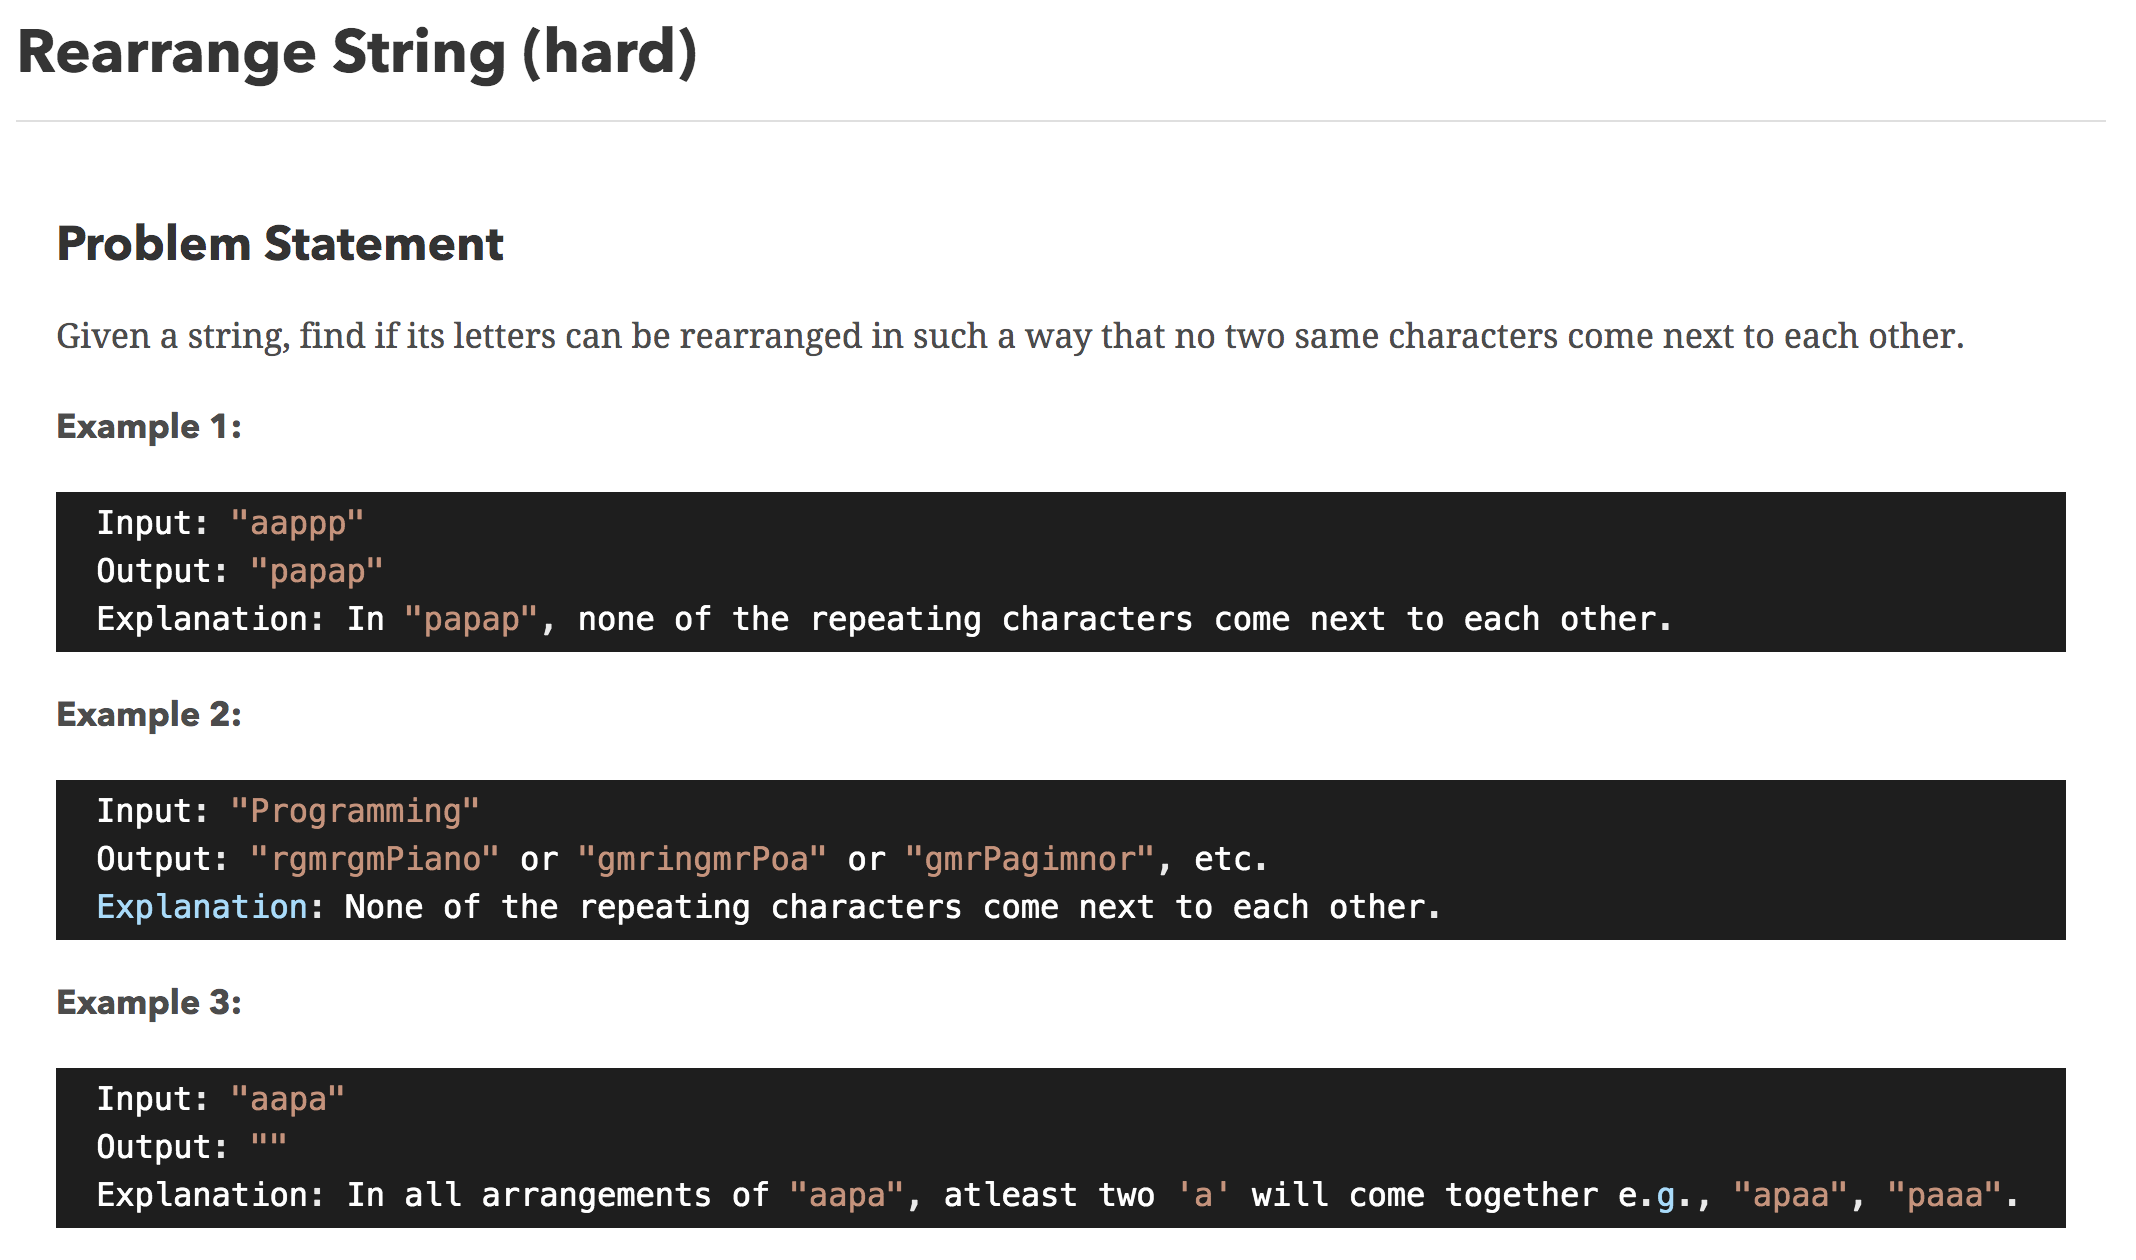 Rearrange String (hard)
Problem Statement
Given a string, find if its letters can be rearranged in such a way that no two same characters come next to each other.
Example 1:
Input: "aappp"
Output: "papap"
Explanation: In "papap", none of the repeating characters come next to each other.
Example 2:
Input: "Programming"
Output: "rgmrgmPiano" or "gmringmrPoa" or "gmrPagimnor", etc.
Explanation: None of the repeating characters come next to each other.
Example 3:
Input: "aapa"
Output: ""
Explanation: In all arrangements of "aapa", atleast two 'a' will come together e.g., "apaa", "paaa".